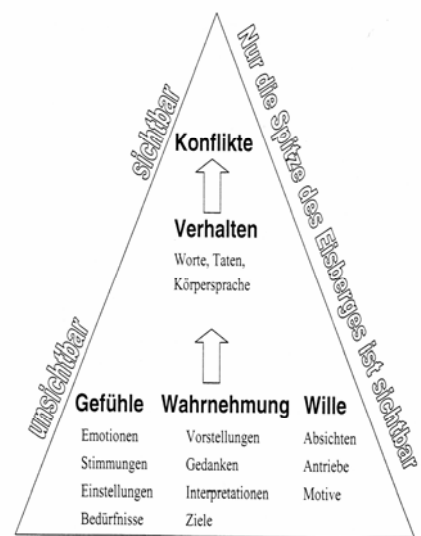 Nur die Spitze des Eisberges ist sichtbar
sichtbar
Konflikte
Verhalten
Worte, Taten,
Körpersprache
unsichtbar
Gefühle Wahrnehmung Wille
Emotionen Vorstellungen Absichten
Stimmungen Gedanken Antriebe
Einstellungen Interpretationen Motive
Bedürfnisse Ziele